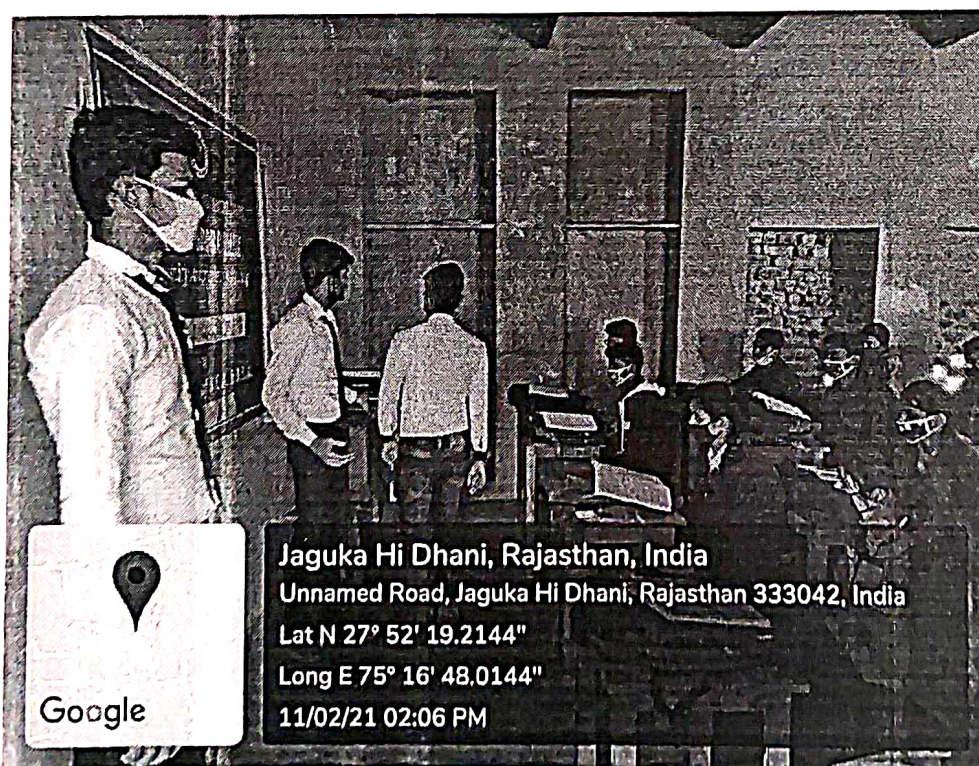 Jaguka Hi Dhani, Rajasthan, India
Unnamed Road, Jaguka Hi Dhani, Rajasthan 333042, India
Lat N 27° 52' 19.2144"
Long E 75° 16' 48.0144"
11/02/21 02:06 PM
Google